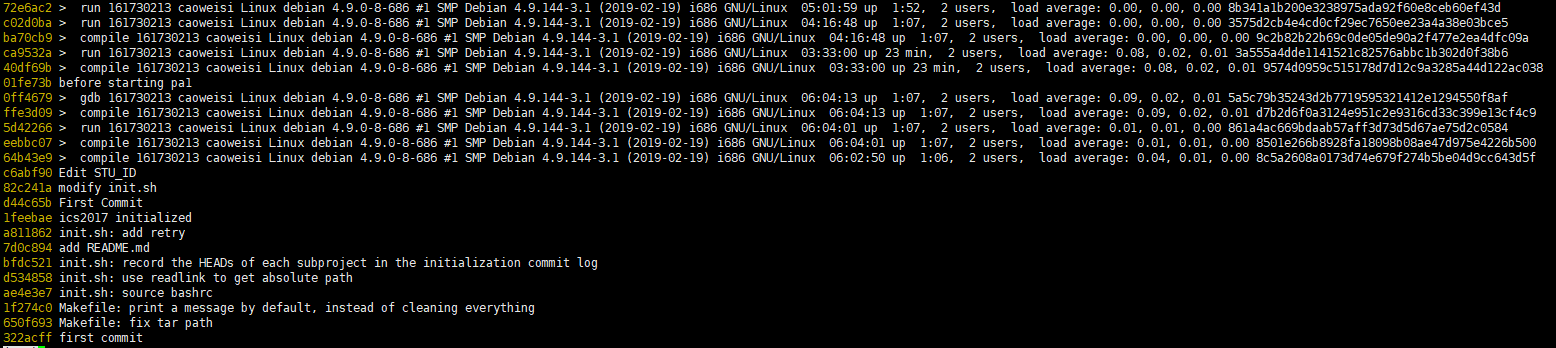 72e6ac2 >  run 161730213 caoweisi Linux debian 4.9.0-8-686 #1 SMP Debian 4.9.144-3.1 (2019-02-19) i686 GNU/Linux  05:01:59 up  1:52,  2 users,  load average: 0.00, 0.00, 0.00 8b341a1b200e3238975ada92f60e8ceb60ef43d
c02d0ba >  run 161730213 caoweisi Linux debian 4.9.0-8-686 #1 SMP Debian 4.9.144-3.1 (2019-02-19) i686 GNU/Linux  04:16:48 up  1:07,  2 users,  load average: 0.00, 0.00, 0.00 3575d2cb4e4cd0cf29ec7650ee23a4a38e03bce5
ba70cb9 >  compile 161730213 caoweisi Linux debian 4.9.0-8-686 #1 SMP Debian 4.9.144-3.1 (2019-02-19) i686 GNU/Linux  04:16:48 up  1:07,  2 users,  load average: 0.00, 0.00, 0.00 9c2b82b22b69c0de05de90a2f477e2ea4dfc09a
ca9532a >  run 161730213 caoweisi Linux debian 4.9.0-8-686 #1 SMP Debian 4.9.144-3.1 (2019-02-19) i686 GNU/Linux  03:33:00 up 23 min,  2 users,  load average: 0.08, 0.02, 0.01 3a555a4dde1141521c82576abbc1b302d0f38b6
40df69b >  compile 161730213 caoweisi Linux debian 4.9.0-8-686 #1 SMP Debian 4.9.144-3.1 (2019-02-19) i686 GNU/Linux  03:33:00 up 23 min,  2 users,  load average: 0.08, 0.02, 0.01 9574d0959c515178d7d12c9a3285a44d122ac038
01fe73b before starting pa1
0ff4679 >  gdb 161730213 caoweisi Linux debian 4.9.0-8-686 #1 SMP Debian 4.9.144-3.1 (2019-02-19) i686 GNU/Linux  06:04:13 up  1:07,  2 users,  load average: 0.09, 0.02, 0.01 5a5c79b35243d2b7719595321412e1294550f8af
ffe3d09 >  compile 161730213 caoweisi Linux debian 4.9.0-8-686 #1 SMP Debian 4.9.144-3.1 (2019-02-19) i686 GNU/Linux  06:04:13 up  1:07,  2 users,  load average: 0.09, 0.02, 0.01 d7b2d6f0a3124e951c2e9316cd33c399e13cf4c9
5d42266 >  run 161730213 caoweisi Linux debian 4.9.0-8-686 #1 SMP Debian 4.9.144-3.1 (2019-02-19) i686 GNU/Linux  06:04:01 up  1:07,  2 users,  load average: 0.01, 0.01, 0.00 861a4ac669bdaab57aff3d73d5d67ae75d2c0584
eebbc07 >  compile 161730213 caoweisi Linux debian 4.9.0-8-686 #1 SMP Debian 4.9.144-3.1 (2019-02-19) i686 GNU/Linux  06:04:01 up  1:07,  2 users,  load average: 0.01, 0.01, 0.00 8501e266b8928fa18098b08ae47d975e4226b500
64b43e9 >  compile 161730213 caoweisi Linux debian 4.9.0-8-686 #1 SMP Debian 4.9.144-3.1 (2019-02-19) i686 GNU/Linux  06:02:50 up  1:06,  2 users,  load average: 0.04, 0.01, 0.00 8c5a2608a0173d74e679f274b5be04d9cc643d5f
c6abf90 Edit STU_ID
82c241a modify init.sh
d44c65b First Commit
1feebae ics2017 initialized
a811862 init.sh: add retry
7d0c894 add README.md
bfdc521 init.sh: record the HEADs of each subproject in the initialization commit log
d534858 init.sh: use readlink to get absolute path
ae4e3e7 init.sh: source bashrc
1f274c0 Makefile: print a message by default, instead of cleaning everything
650f693 Makefile: fix tar path
322acff first commit